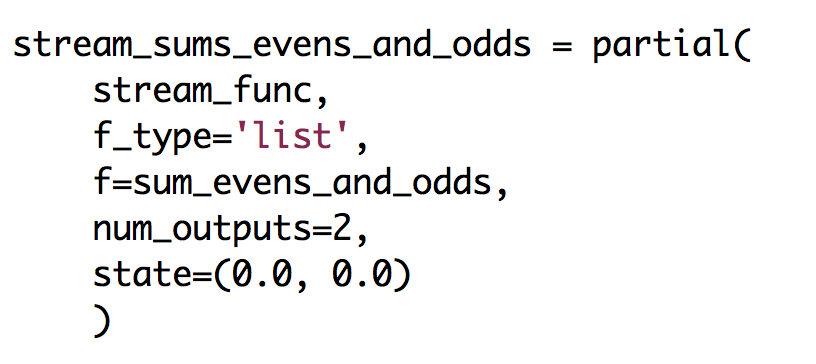 stream_sums_evens_and_odds = partial(
    stream_func,
    f_type='list',
    f=sum_evens_and_odds,
    num_outputs=2,
    state=(0.0, 0.0)
    )